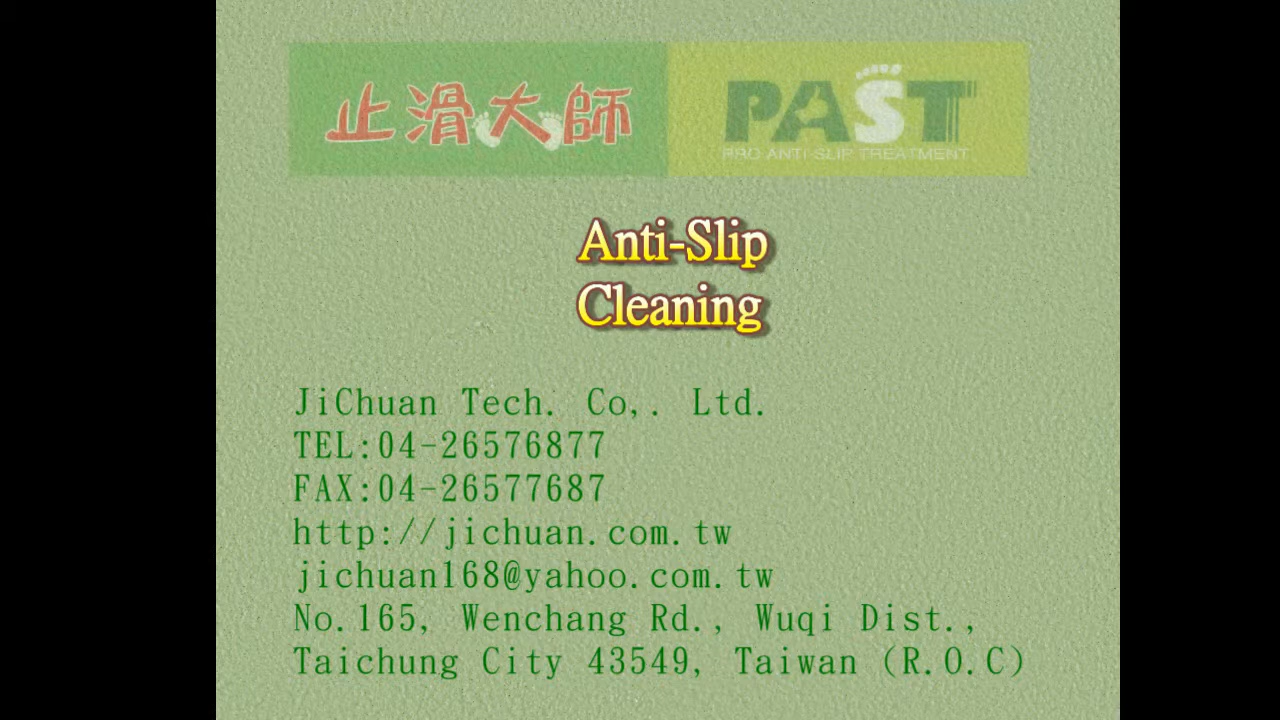 止滑大師 PAST
PRO ANTI-SLIP TREATMENT
Anti-Slip
Cleaning
JiChuan Tech. Co,. Ltd.
TEL:04-26576877
FAX:04-26577687
http://jichuan.com.tw
jichuan168@yahoo.com.tw
No.165, Wenchang Rd., Wuqi Dist.,
Taichung City 43549, Taiwan (R.O.C)